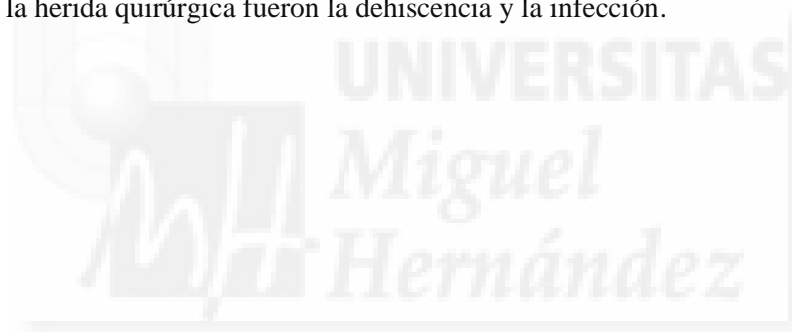 la herida quirúrgica fueron la dehiscencia y la infección.
UNIVERSITAS
Miguel
Hernández